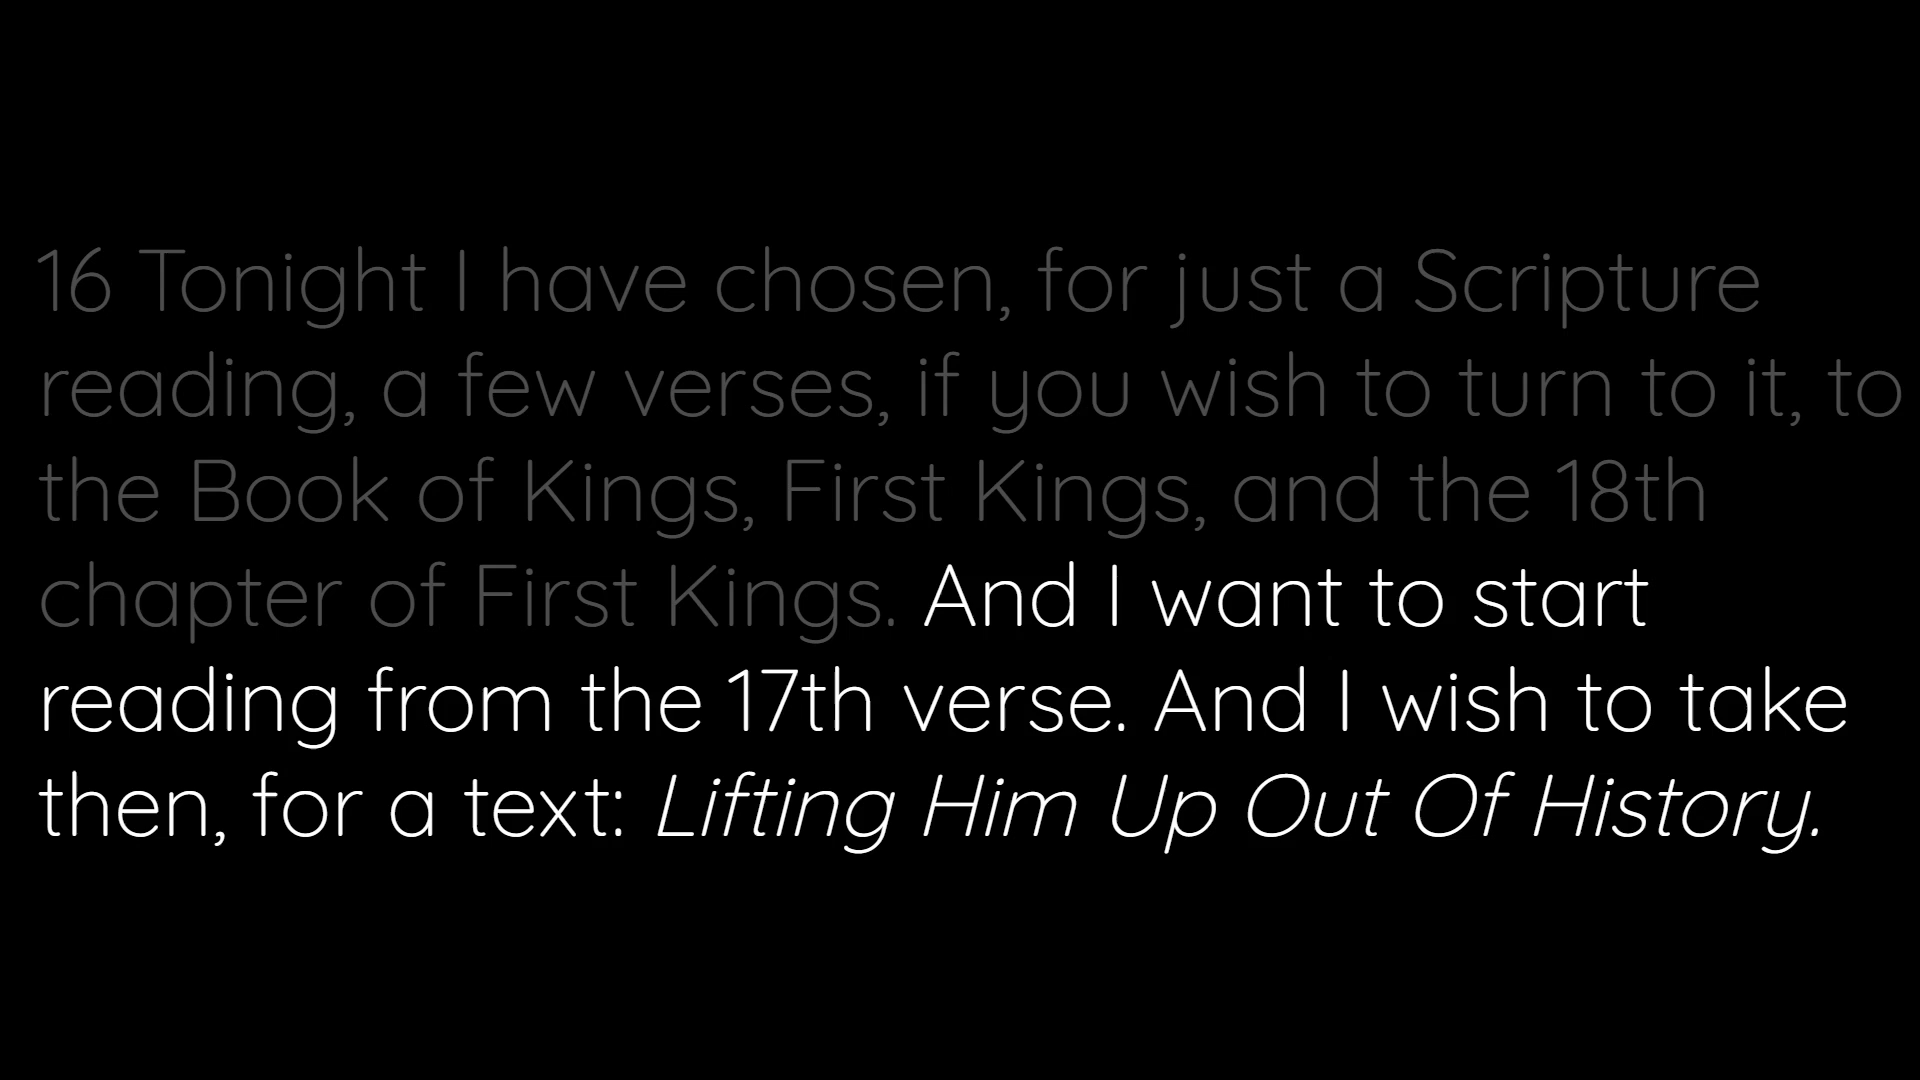 16 Tonight I have chosen, for just a Scripture
reading, a few verses, if you wish to turn to it, to
the Book of Kings, First Kings, and the 18th
chapter of First Kings. And I want to start
reading from the 17th verse. And I wish to take
then, for a text: Lifting Him Up Out Of History.